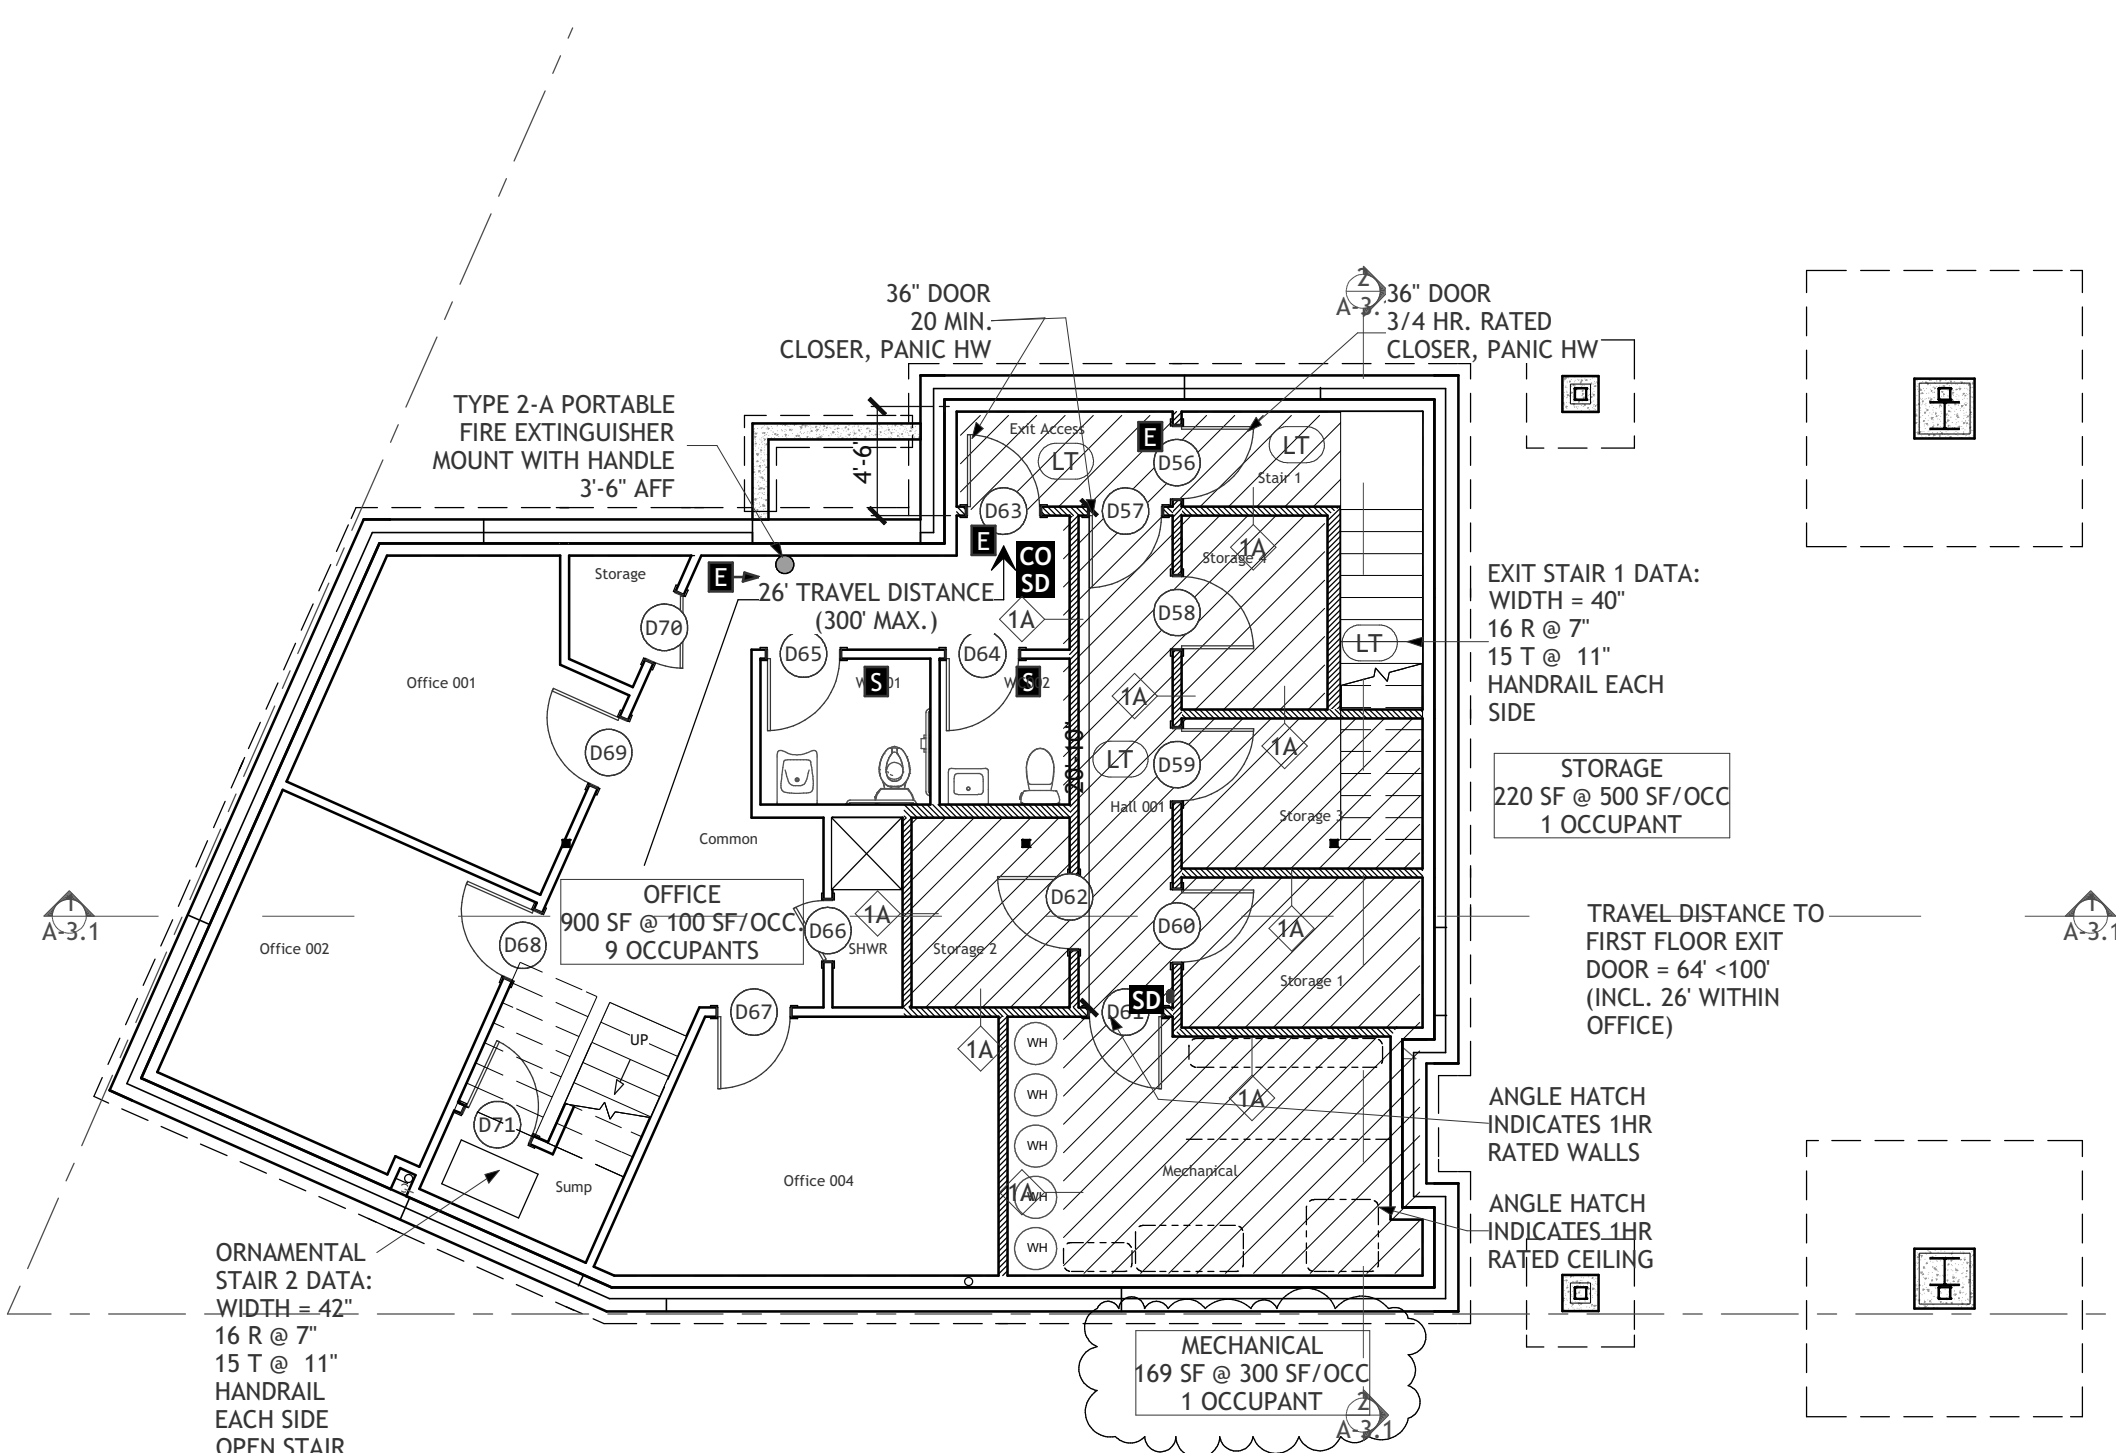 36" DOOR
20 MIN.
CLOSER, PANIC HW
2
A-3.
36" DOOR
3/4 HR. RATED
CLOSER, PANIC HW
TYPE 2-A PORTABLE
FIRE EXTINGUISHER
MOUNT WITH HANDLE
3'-6" AFF
4'-6"
Exit Access
LT
E
D56
LT
Stair 1
D63
D57
E
CO
SD
Storage 4
1A
Storage
E
26' TRAVEL DISTANCE
(300' MAX.)
1A
D70
D58
EXIT STAIR 1 DATA:
WIDTH = 40"
16 R @ 7"
15 T @ 11"
HANDRAIL EACH
SIDE
LT
D65
D64
Office 001
S
S
1A
D69
20'-10"
LT
D59
1A
STORAGE
220 SF @ 500 SF/OCC
1 OCCUPANT
Hall 001
Storage 3
Common
OFFICE
900 SF @ 100 SF/OCC.
9 OCCUPANTS
D62
1
A-3.1
1A
D66
SHWR
Storage 2
D60
1A
TRAVEL DISTANCE TO
FIRST FLOOR EXIT
DOOR = 64' <100'
(INCL. 26' WITHIN
OFFICE)
1
A-3.1
Office 002
D68
Storage 1
SD
D61
D67
UP
WH
1A
WH
1A
ANGLE HATCH
INDICATES 1HR
RATED WALLS
D71
WH
Mechanical
Office 004
Sump
1A
WH
ANGLE HATCH
INDICATES 1HR
RATED CEILING
WH
ORNAMENTAL
STAIR 2 DATA:
WIDTH = 42"
16 R @ 7"
15 T @ 11"
HANDRAIL
EACH SIDE
OPEN STAIR
MECHANICAL
169 SF @ 300 SF/OCC
1 OCCUPANT
2
A-3.1